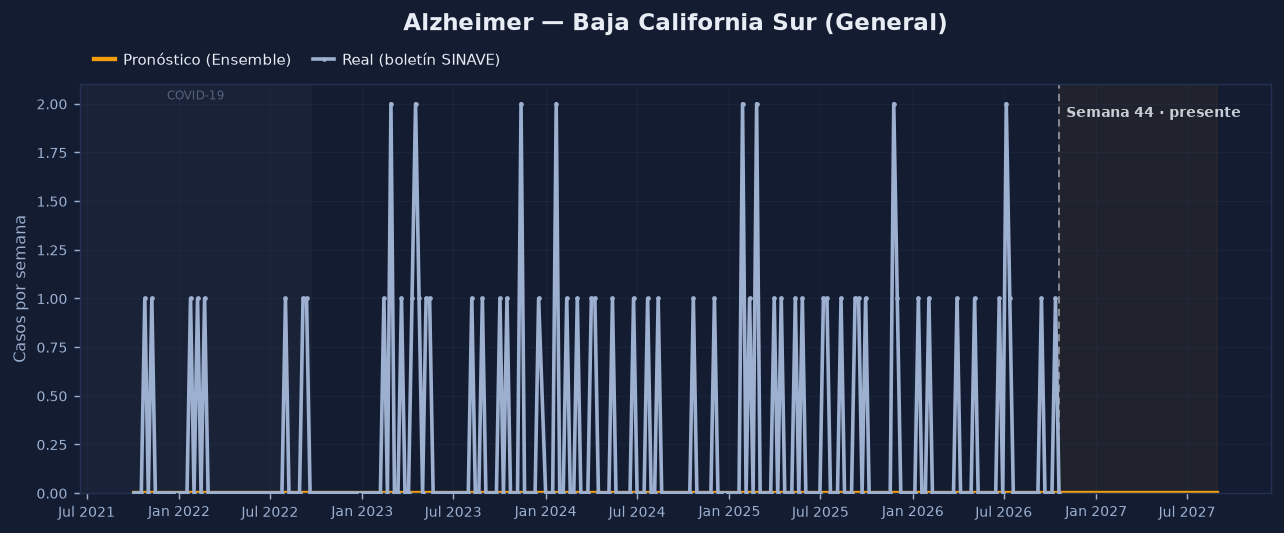 Alzheimer — Baja California Sur (General)
Pronóstico (Ensemble) Real (boletín SINAVE)
COVID-19
Semana 44 · presente
Casos por semana
2.00
1.75
1.50
1.25
1.00
0.75
0.50
0.25
0.00
Jul 2021 Jan 2022 Jul 2022 Jan 2023 Jul 2023 Jan 2024 Jul 2024 Jan 2025 Jul 2025 Jan 2026 Jul 2026 Jan 2027 Jul 2027